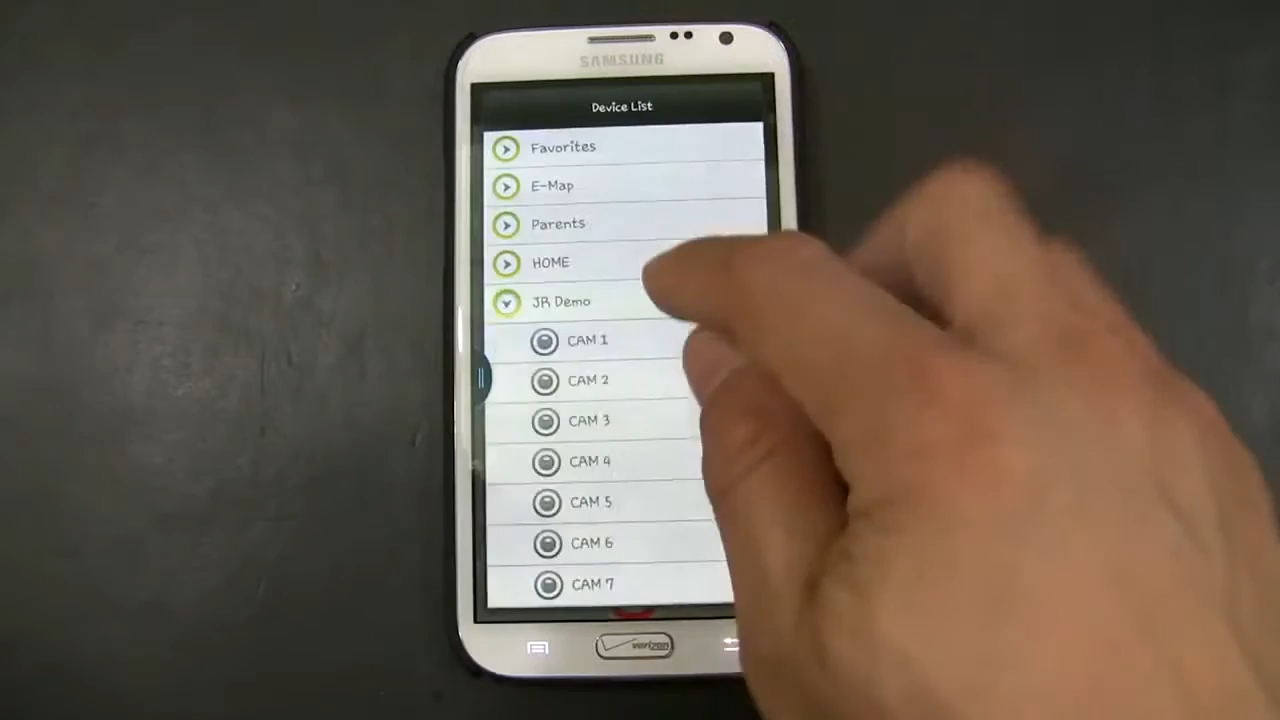 SAMSUNG
Device List
Favorites
E-Map
Parents
HOME
JR Demo
CAM 1
CAM 2
CAM 3
CAM 4
CAM 5
CAM 6
CAM 7
verizon